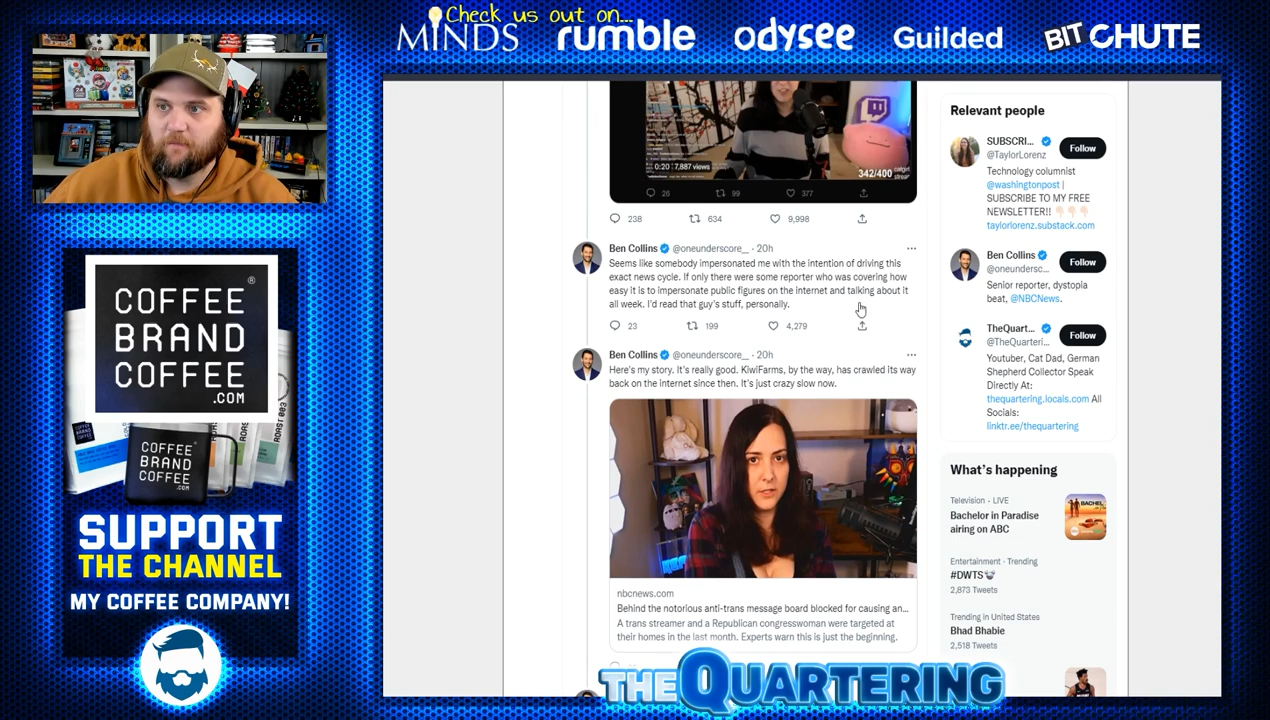 Check us out on...
MINDS
rumble
odysee
Guilded
BIT CHUTE
COFFEE
BRAND
COFFEE
.COM
COFFEE
BRAND
COFFEE
.COM
SUPPORT
THE CHANNEL
MY COFFEE COMPANY!
0:20 7,887 views
342/400
26 99 377
238 634 9,998
Ben Collins @oneunderscore__ · 20h
Seems like somebody impersonated me with the intention of driving this
exact news cycle. If only there were some reporter who was covering how
easy it is to impersonate public figures on the internet and talking about it
all week. I'd read that guy's stuff, personally.
23 199 4,279
Ben Collins @oneunderscore__ · 20h
Here's my story. It's really good. KiwiFarms, by the way, has crawled its way
back on the internet since then. It's just crazy slow now.
nbcnews.com
Behind the notorious anti-trans message board blocked for causing an...
A trans streamer and a Republican congresswoman were targeted at
their homes in the last month. Experts warn this is just the beginning.
Relevant people
SUBSCRI...
@TaylorLorenz
Follow
Technology columnist
@washingtonpost |
SUBSCRIBE TO MY FREE
NEWSLETTER!! 👇🏻👇🏻👇🏻
taylorlorenz.substack.com
Ben Collins
@oneundersc...
Follow
Senior reporter, dystopia
beat, @NBCNews.
TheQuart...
@TheQuarteri...
Follow
Youtuber, Cat Dad, German
Shepherd Collector Speak
Directly At:
thequartering.locals.com All
Socials:
linktr.ee/thequartering
What's happening
Television · LIVE
Bachelor in Paradise
airing on ABC
Entertainment · Trending
#DWTS
2,873 Tweets
Trending in United States
Bhad Bhabie
2,518 Tweets
THE QUARTERING